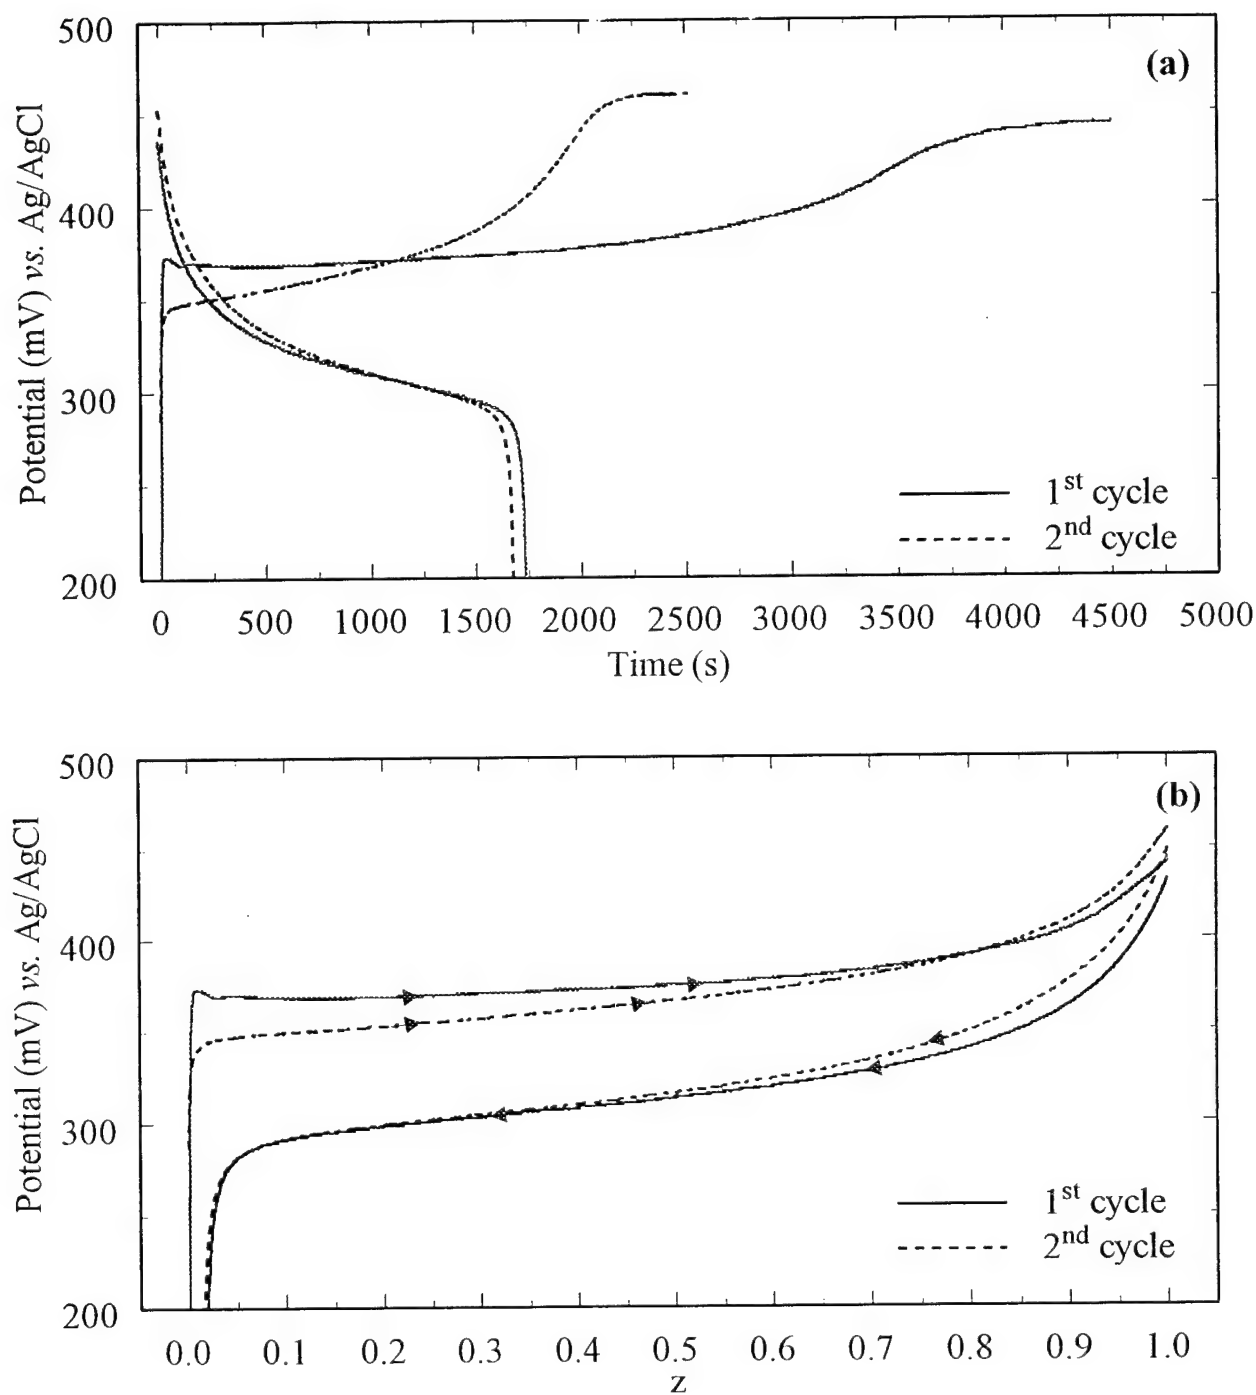 (a)
500
400
300
200
Potential (mV) vs. Ag/AgCl
1st cycle
2nd cycle
0 500 1000 1500 2000 2500 3000 3500 4000 4500 5000
Time (s)
(b)
500
400
300
200
Potential (mV) vs. Ag/AgCl
1st cycle
2nd cycle
0.0 0.1 0.2 0.3 0.4 0.5 0.6 0.7 0.8 0.9 1.0
z